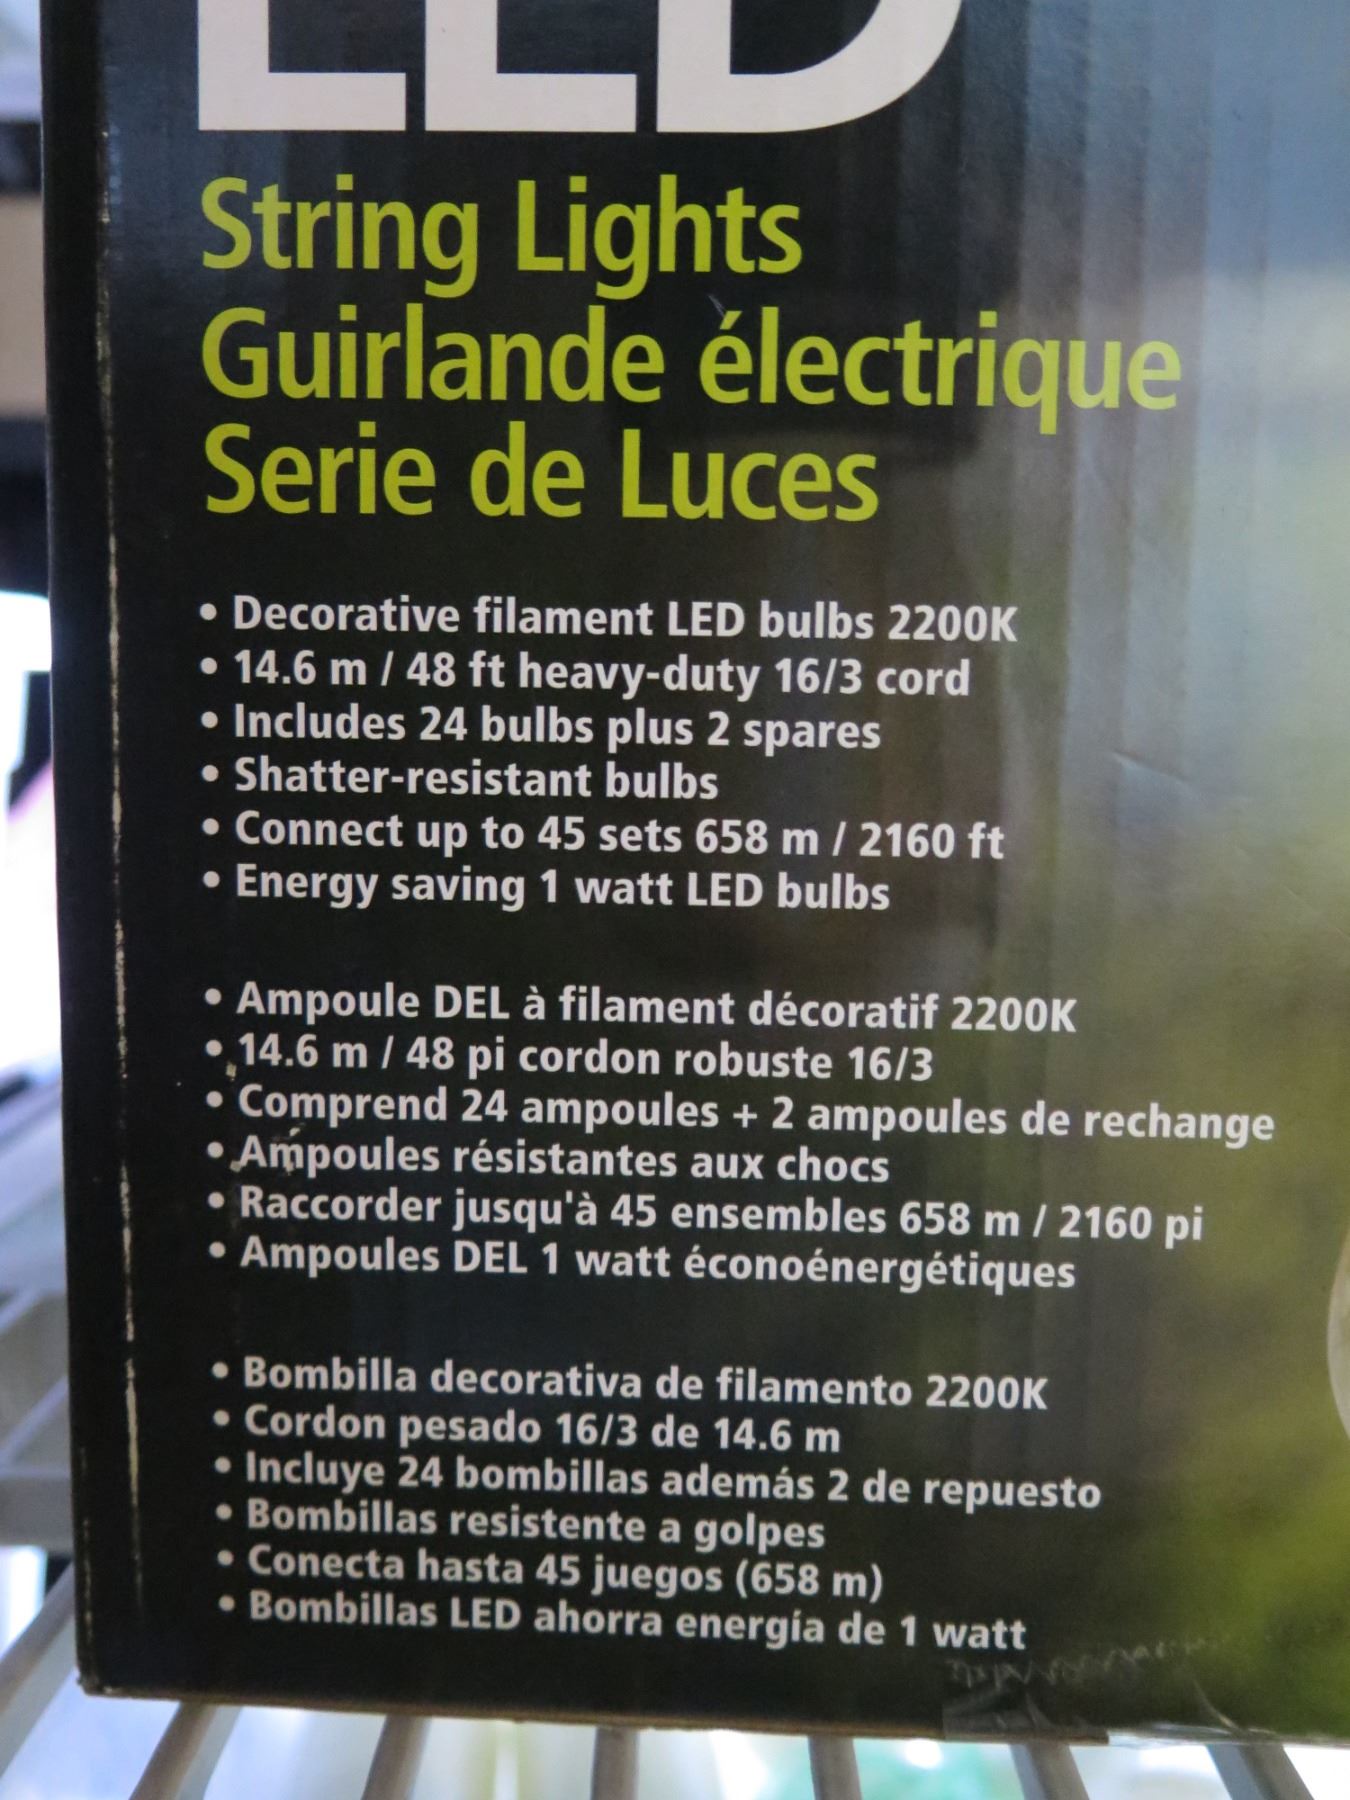 LED
String Lights
Guirlande électrique
Serie de Luces
• Decorative filament LED bulbs 2200K
• 14.6 m / 48 ft heavy-duty 16/3 cord
• Includes 24 bulbs plus 2 spares
• Shatter-resistant bulbs
• Connect up to 45 sets 658 m / 2160 ft
• Energy saving 1 watt LED bulbs
• Ampoule DEL à filament décoratif 2200K
• 14.6 m / 48 pi cordon robuste 16/3
• Comprend 24 ampoules + 2 ampoules de rechange
• Ampoules résistantes aux chocs
• Raccorder jusqu'à 45 ensembles 658 m / 2160 pi
• Ampoules DEL 1 watt éconoénergétiques
• Bombilla decorativa de filamento 2200K
• Cordon pesado 16/3 de 14.6 m
• Incluye 24 bombillas además 2 de repuesto
• Bombillas resistente a golpes
• Conecta hasta 45 juegos (658 m)
• Bombillas LED ahorra energía de 1 watt